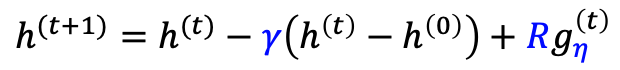 h^{(t+1)} = h^{(t)} − γ(h^{(t)} − h^{(0)}) + Rg_η^{(t)}